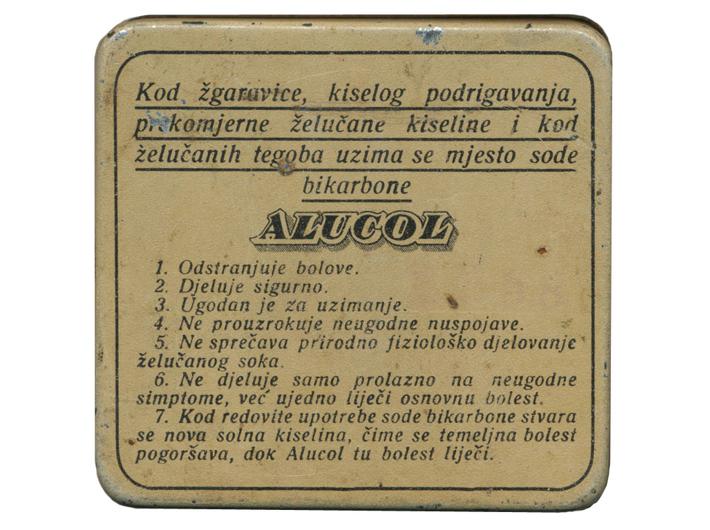 Kod žgaravice, kiselog podrigavanja,
prekomjerne želučane kiseline i kod
želučanih tegoba uzima se mjesto sode
bikarbone
ALUCOL
1. Odstranjuje bolove.
2. Djeluje sigurno.
3. Ugodan je za uzimanje.
4. Ne prouzrokuje neugodne nuspojave.
5. Ne sprečava prirodno fiziološko djelovanje
želučanog soka.
6. Ne djeluje samo prolazno na neugodne
simptome, već ujedno liječi osnovnu bolest.
7. Kod redovite upotrebe sode bikarbone stvara
se nova solna kiselina, čime se temeljna bolest
pogoršava, dok Alucol tu bolest liječi.